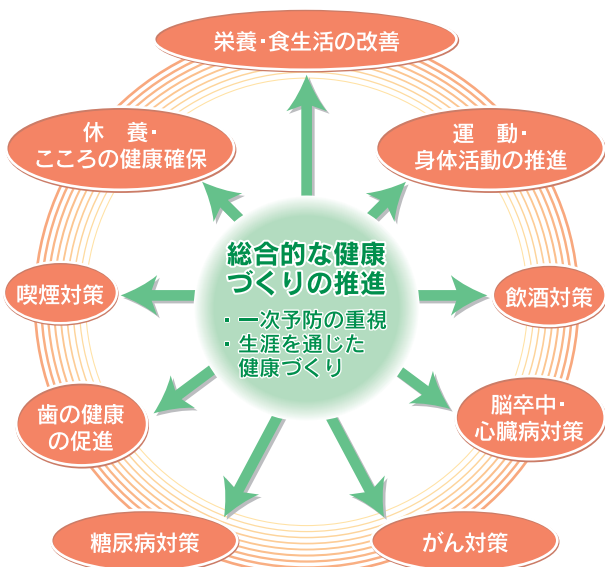 栄養・食生活の改善
休　養・
こころの健康確保
運　動・
身体活動の推進
総合的な健康
づくりの推進
・一次予防の重視
・生涯を通じた
健康づくり
喫煙対策
飲酒対策
歯の健康
の促進
脳卒中・
心臓病対策
糖尿病対策
がん対策